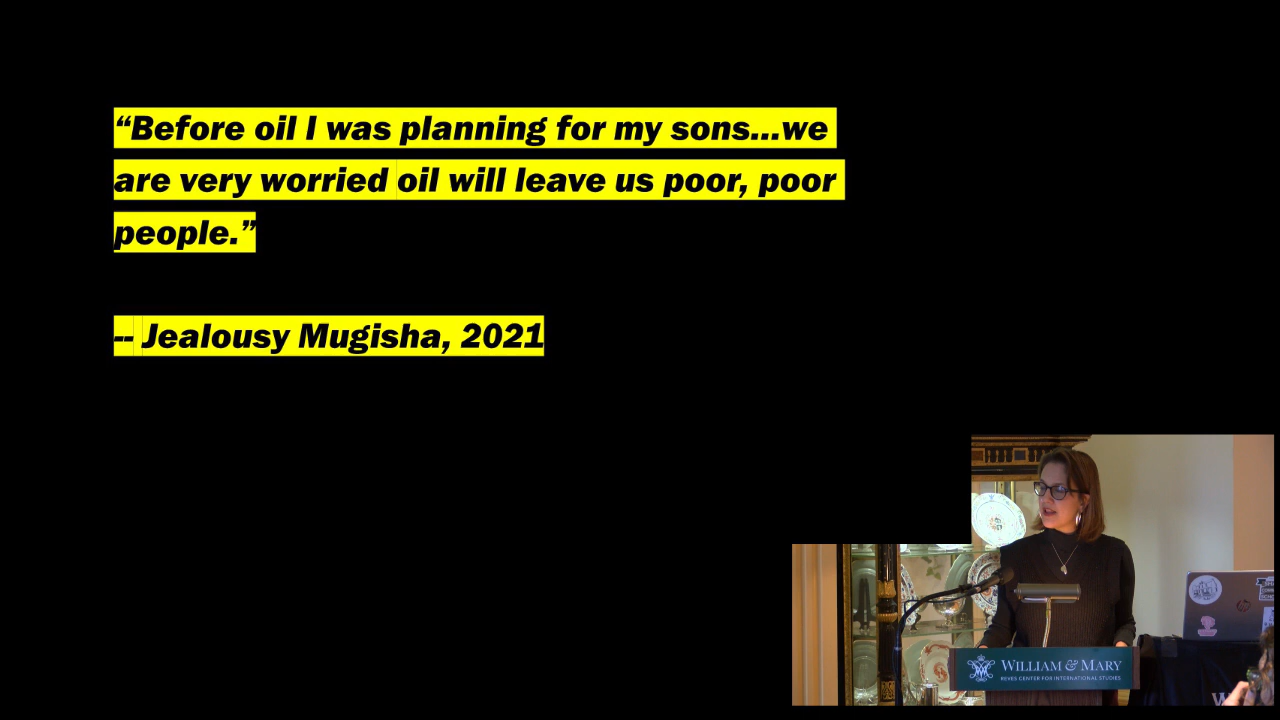 “Before oil I was planning for my sons...we
are very worried oil will leave us poor, poor
people.”
-- Jealousy Mugisha, 2021
WILLIAM & MARY
REVES CENTER FOR INTERNATIONAL STUDIES
W